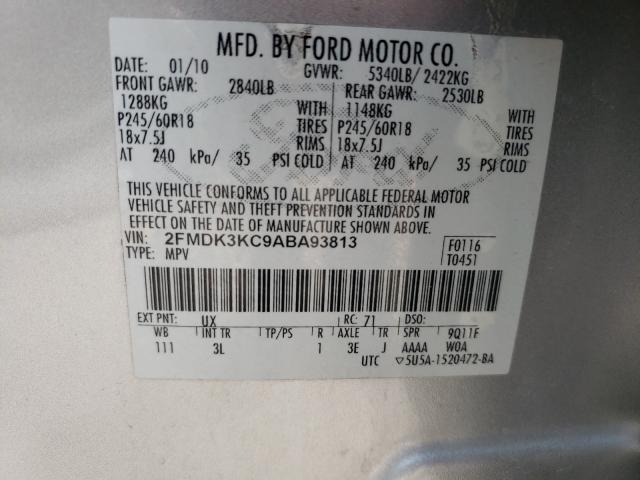 MFD. BY FORD MOTOR CO.
DATE: 01/10 GVWR: 5340LB/ 2422KG
FRONT GAWR: 2840LB REAR GAWR: 2530LB
1288KG WITH 1148KG WITH
P245/60R18 TIRES P245/60R18 TIRES
18x7.5J RIMS 18x7.5J RIMS
AT 240 kPa/ 35 PSI COLD AT 240 kPa/ 35 PSI COLD
THIS VEHICLE CONFORMS TO ALL APPLICABLE FEDERAL MOTOR
VEHICLE SAFETY AND THEFT PREVENTION STANDARDS IN
EFFECT ON THE DATE OF MANUFACTURE SHOWN ABOVE.
VIN: 2FMDK3KC9ABA93813 F0116
TYPE: MPV T0451
EXT PNT: UX RC: 71 DSO:
WB INT TR TP/PS R AXLE TR SPR 9Q11F
111 3L 1 3E J AAAA W0A
UTC ▽5U5A-1520472-BA